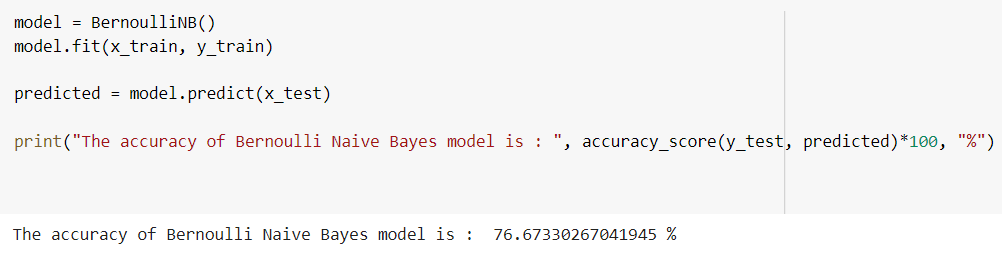 model = BernoulliNB()
model.fit(x_train, y_train)
predicted = model.predict(x_test)
print("The accuracy of Bernoulli Naive Bayes model is : ", accuracy_score(y_test, predicted)*100, "%")
The accuracy of Bernoulli Naive Bayes model is :  76.67330267041945 %